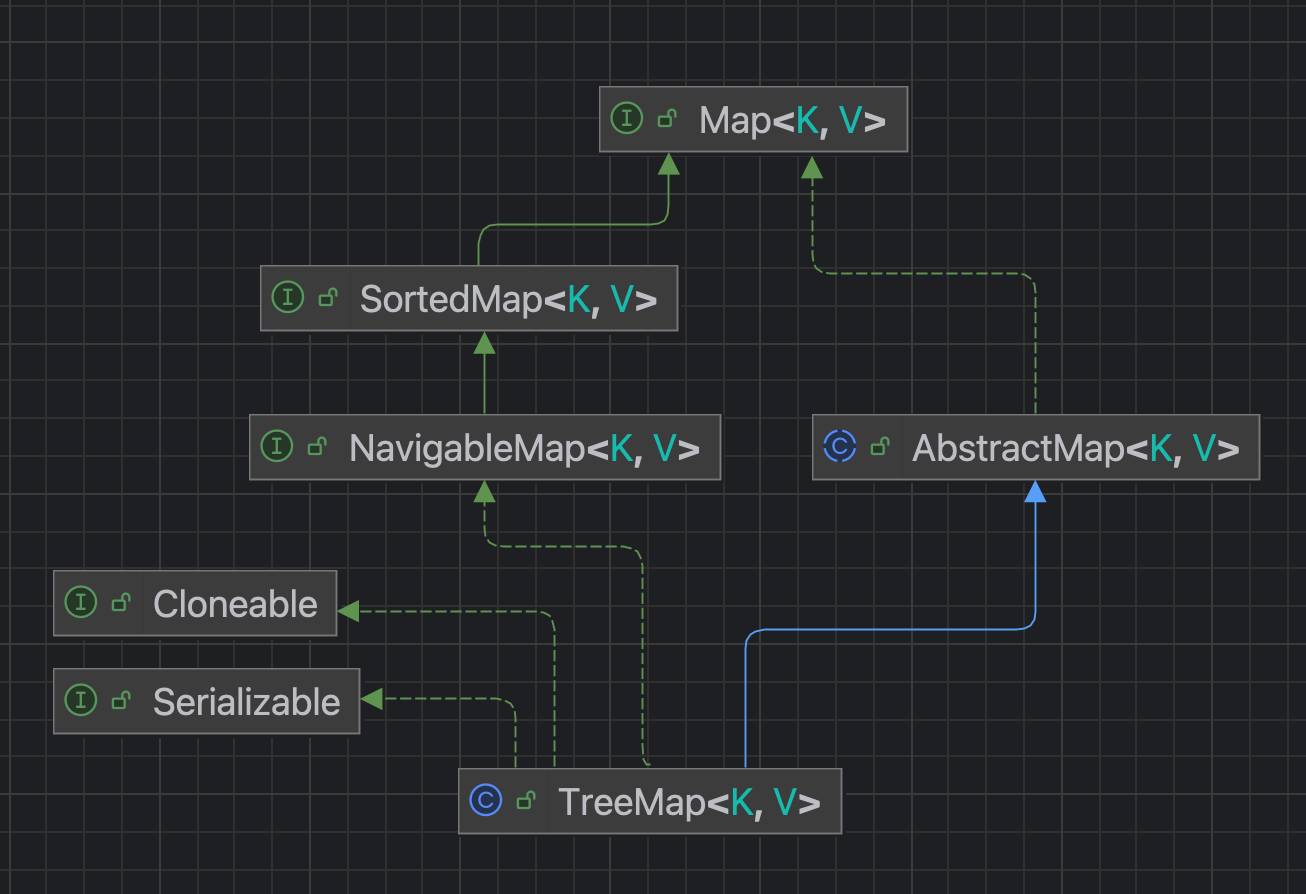 I Map<K, V>
I SortedMap<K, V>
I NavigableMap<K, V>
C AbstractMap<K, V>
I Cloneable
I Serializable
C TreeMap<K, V>